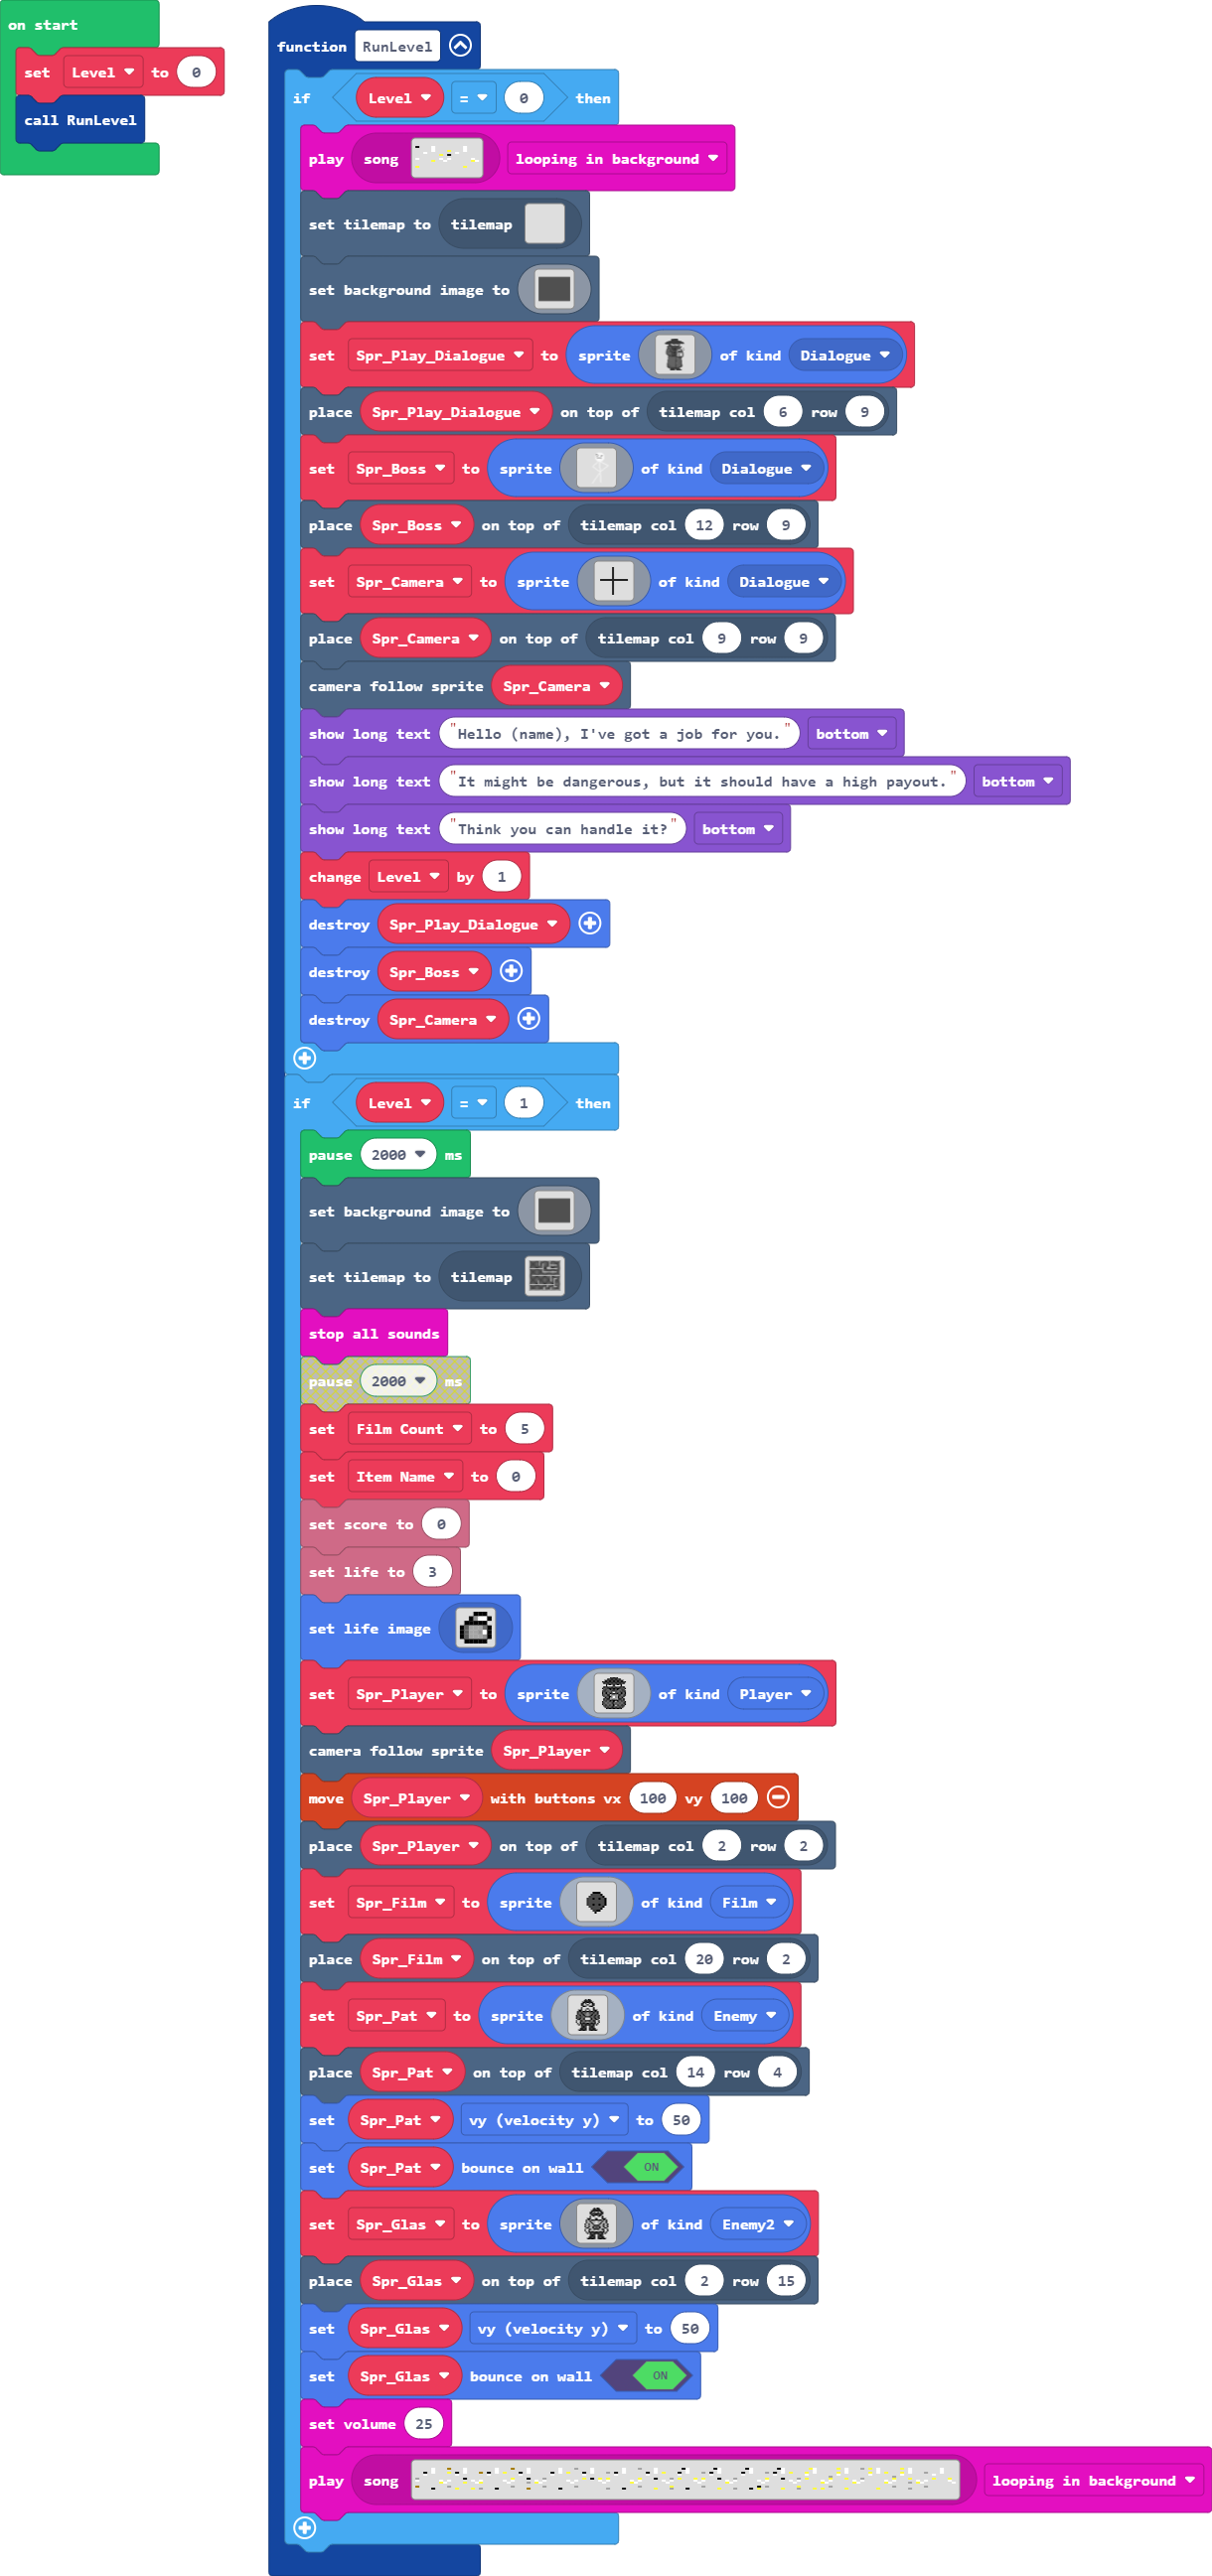 on start
set Level to 0
call RunLevel
function RunLevel
if Level = 0 then
play song looping in background
set tilemap to tilemap
set background image to
set Spr_Play_Dialogue to sprite of kind Dialogue
place Spr_Play_Dialogue on top of tilemap col 6 row 9
set Spr_Boss to sprite of kind Dialogue
place Spr_Boss on top of tilemap col 12 row 9
set Spr_Camera to sprite of kind Dialogue
place Spr_Camera on top of tilemap col 9 row 9
camera follow sprite Spr_Camera
show long text "Hello (name), I've got a job for you." bottom
show long text "It might be dangerous, but it should have a high payout." bottom
show long text "Think you can handle it?" bottom
change Level by 1
destroy Spr_Play_Dialogue
destroy Spr_Boss
destroy Spr_Camera
if Level = 1 then
pause 2000 ms
set background image to
set tilemap to tilemap
stop all sounds
pause 2000 ms
set Film Count to 5
set Item Name to 0
set score to 0
set life to 3
set life image
set Spr_Player to sprite of kind Player
camera follow sprite Spr_Player
move Spr_Player with buttons vx 100 vy 100
place Spr_Player on top of tilemap col 2 row 2
set Spr_Film to sprite of kind Film
place Spr_Film on top of tilemap col 20 row 2
set Spr_Pat to sprite of kind Enemy
place Spr_Pat on top of tilemap col 14 row 4
set Spr_Pat vy (velocity y) to 50
set Spr_Pat bounce on wall ON
set Spr_Glas to sprite of kind Enemy2
place Spr_Glas on top of tilemap col 2 row 15
set Spr_Glas vy (velocity y) to 50
set Spr_Glas bounce on wall ON
set volume 25
play song looping in background